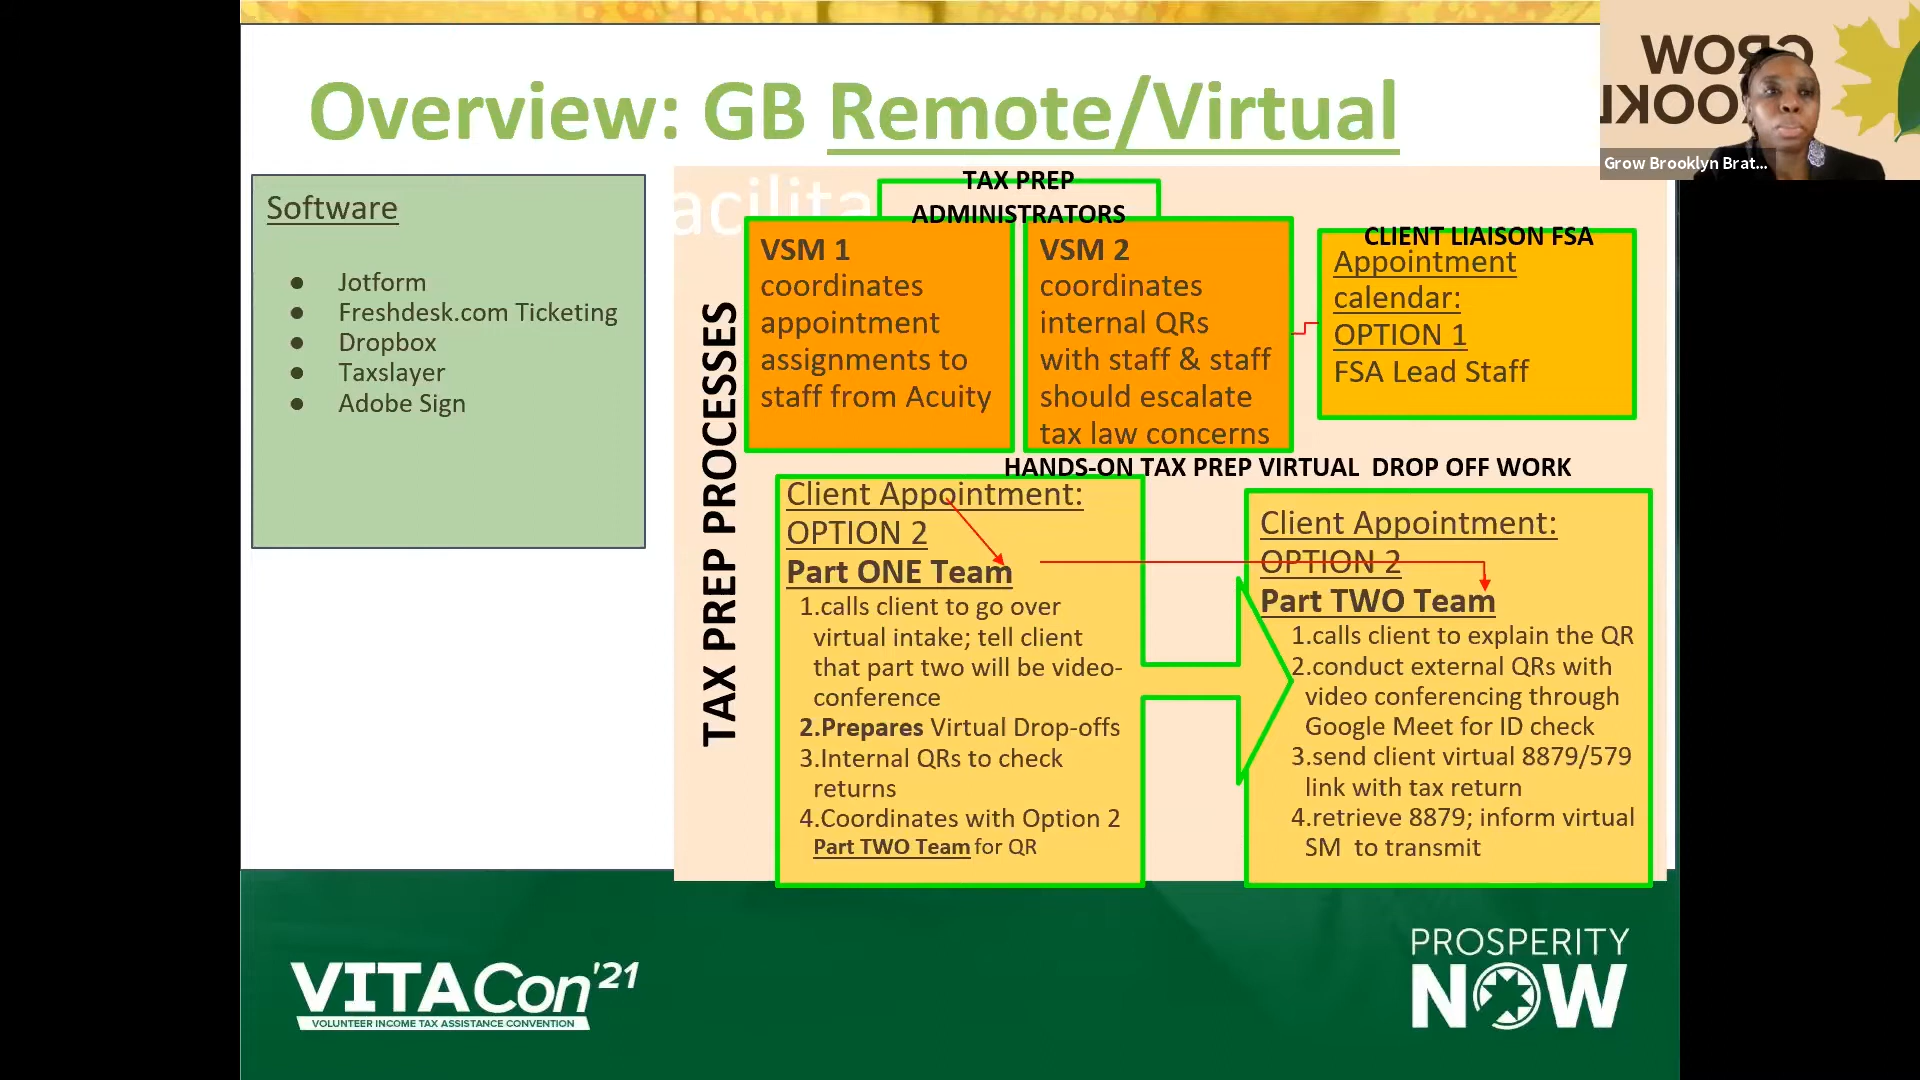 Overview: GB Remote/Virtual
Software
● Jotform
● Freshdesk.com Ticketing
● Dropbox
● Taxslayer
● Adobe Sign
acilita
TAX PREP PROCESSES
TAX PREP
ADMINISTRATORS
VSM 1
coordinates
appointment
assignments to
staff from Acuity
VSM 2
coordinates
internal QRs
with staff & staff
should escalate
tax law concerns
CLIENT LIAISON FSA
Appointment
calendar:
OPTION 1
FSA Lead Staff
HANDS-ON TAX PREP VIRTUAL DROP OFF WORK
Client Appointment:
OPTION 2
Part ONE Team
1.calls client to go over
virtual intake; tell client
that part two will be video-
conference
2.Prepares Virtual Drop-offs
3.Internal QRs to check
returns
4.Coordinates with Option 2
Part TWO Team for QR
Client Appointment:
OPTION 2
Part TWO Team
1.calls client to explain the QR
2.conduct external QRs with
video conferencing through
Google Meet for ID check
3.send client virtual 8879/579
link with tax return
4.retrieve 8879; inform virtual
SM to transmit
Grow Brooklyn Brat...
VITA Con '21
VOLUNTEER INCOME TAX ASSISTANCE CONVENTION
PROSPERITY
NOW